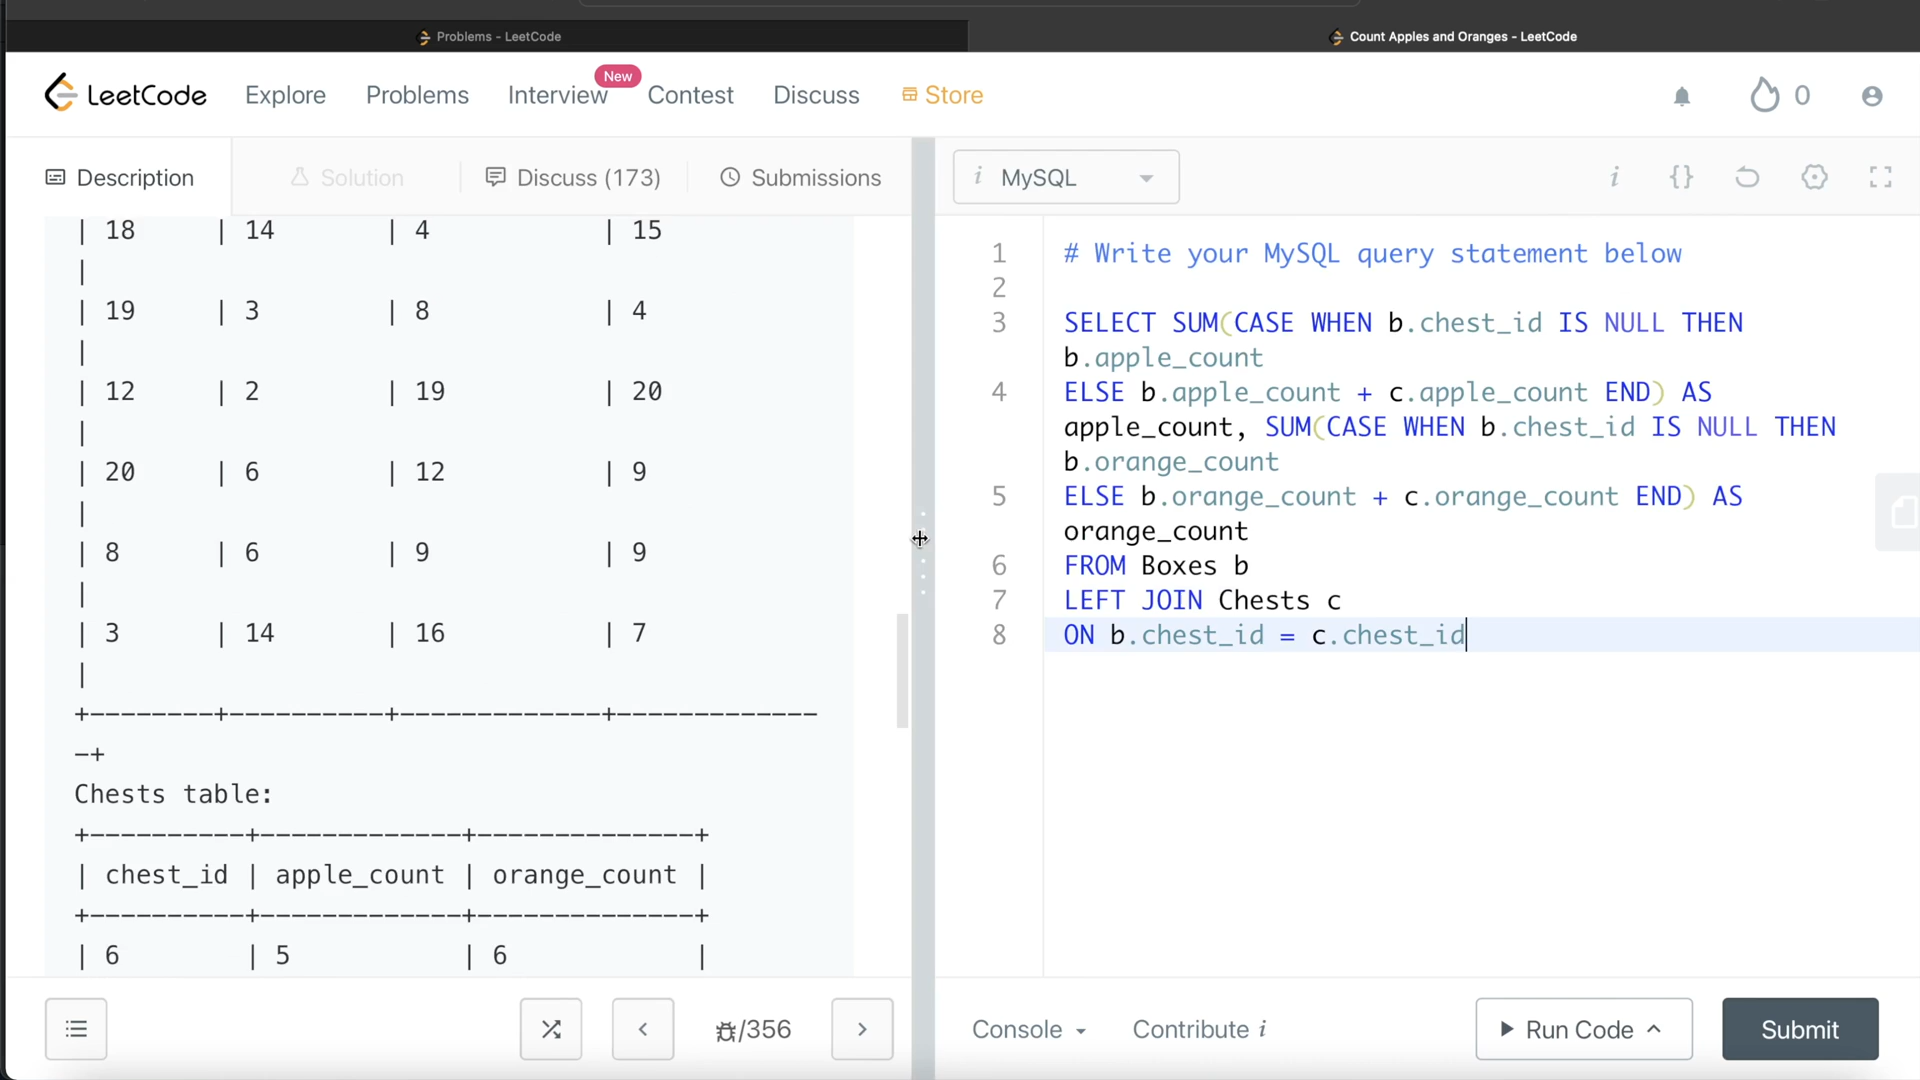 Problems - LeetCode
Count Apples and Oranges - LeetCode
LeetCode Explore Problems Interview New Contest Discuss Store 0
Description Solution Discuss (173) Submissions
| 18 | 14 | 4 | 15
|
| 19 | 3 | 8 | 4
|
| 12 | 2 | 19 | 20
|
| 20 | 6 | 12 | 9
|
| 8 | 6 | 9 | 9
|
| 3 | 14 | 16 | 7
|
+--------+----------+-------------+-------------
-+
Chests table:
+----------+-------------+--------------+
| chest_id | apple_count | orange_count |
+----------+-------------+--------------+
| 6 | 5 | 6 |
/356
i MySQL i {}
1 # Write your MySQL query statement below
2
3 SELECT SUM(CASE WHEN b.chest_id IS NULL THEN
b.apple_count
4 ELSE b.apple_count + c.apple_count END) AS
apple_count, SUM(CASE WHEN b.chest_id IS NULL THEN
b.orange_count
5 ELSE b.orange_count + c.orange_count END) AS
orange_count
6 FROM Boxes b
7 LEFT JOIN Chests c
8 ON b.chest_id = c.chest_id
Console Contribute i Run Code Submit